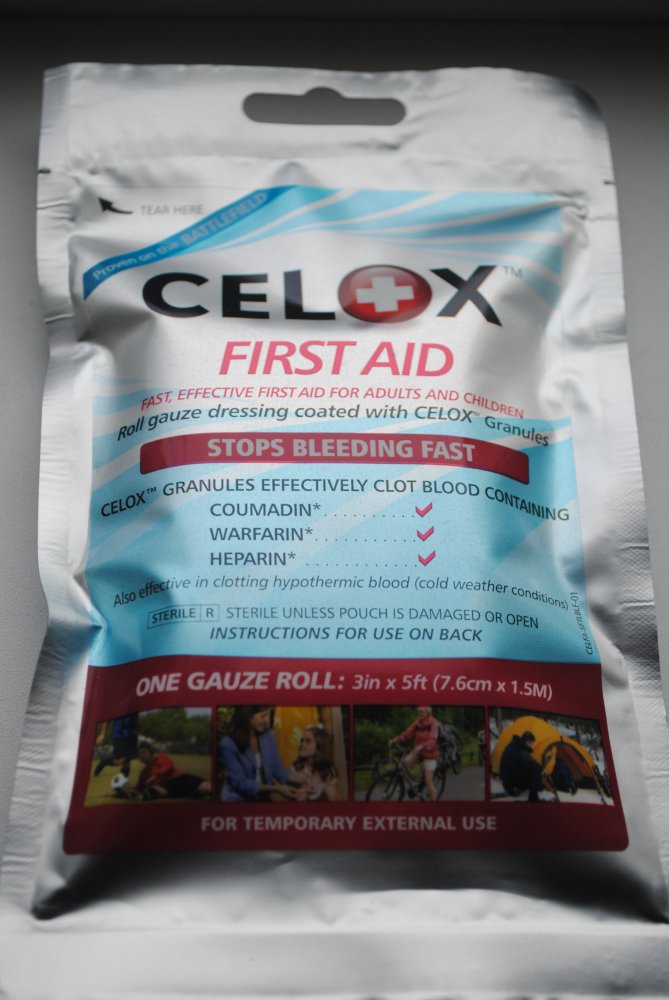 TEAR HERE
Proven on the BATTLEFIELD
CELOX™
FIRST AID
FAST, EFFECTIVE FIRST AID FOR ADULTS AND CHILDREN
Roll gauze dressing coated with CELOX™ Granules
STOPS BLEEDING FAST
CELOX™ GRANULES EFFECTIVELY CLOT BLOOD CONTAINING
COUMADIN*..........✓
WARFARIN*...........✓
HEPARIN*.............✓
Also effective in clotting hypothermic blood (cold weather conditions)
STERILE R STERILE UNLESS POUCH IS DAMAGED OR OPEN
INSTRUCTIONS FOR USE ON BACK
ONE GAUZE ROLL: 3in x 5ft (7.6cm x 1.5M)
FOR TEMPORARY EXTERNAL USE